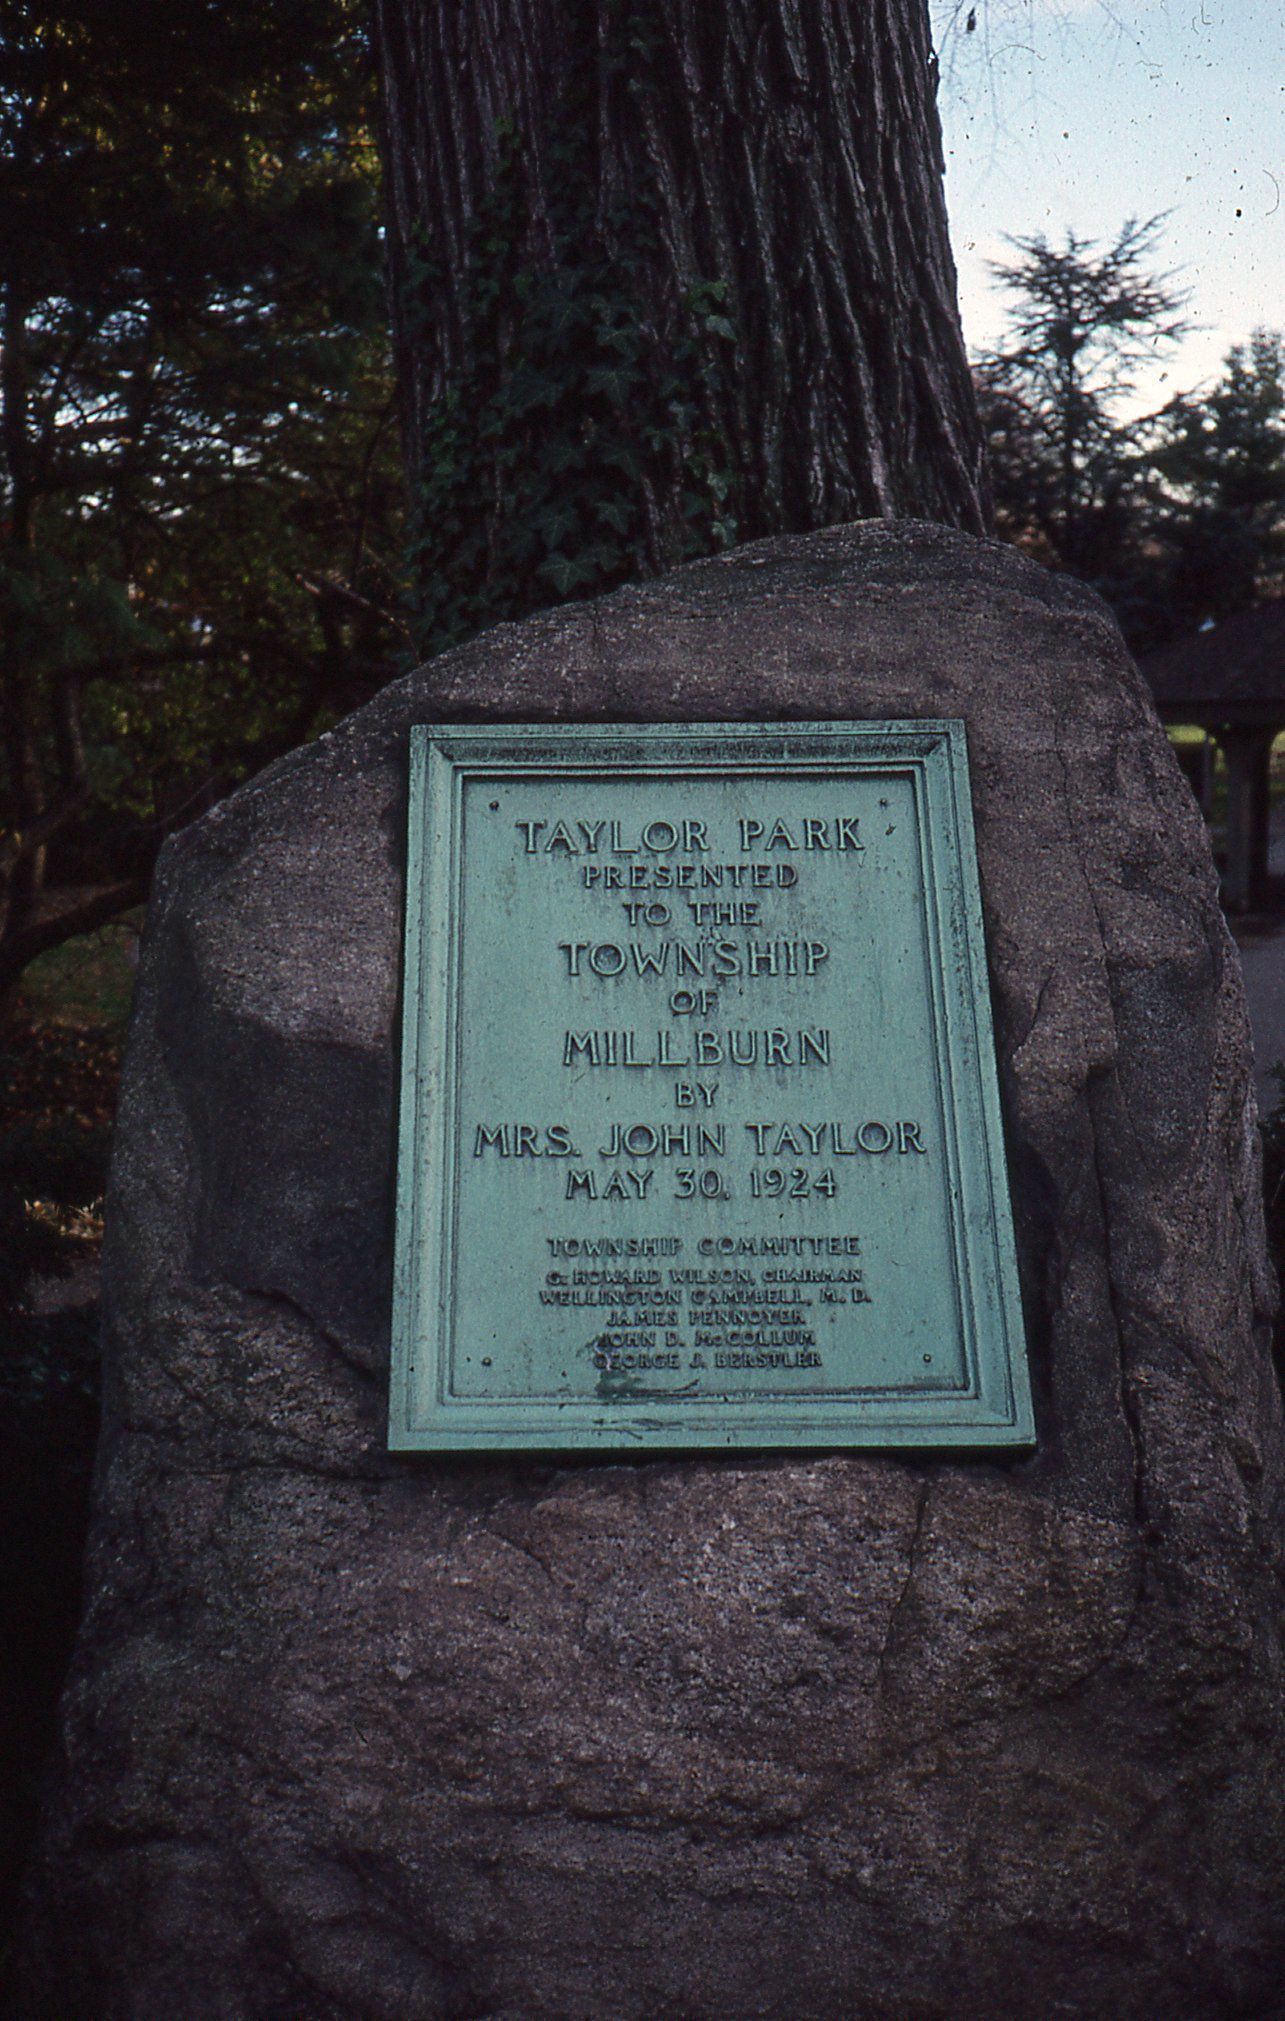 TAYLOR PARK
PRESENTED
TO THE
TOWNSHIP
OF
MILLBURN
BY
MRS. JOHN TAYLOR
MAY 30, 1924
TOWNSHIP COMMITTEE
G. HOWARD WILSON, CHAIRMAN
WELLINGTON CAMPBELL, M. D.
JAMES PENNOYER
JOHN D. McCOLLUM
GEORGE J. BERSTLER